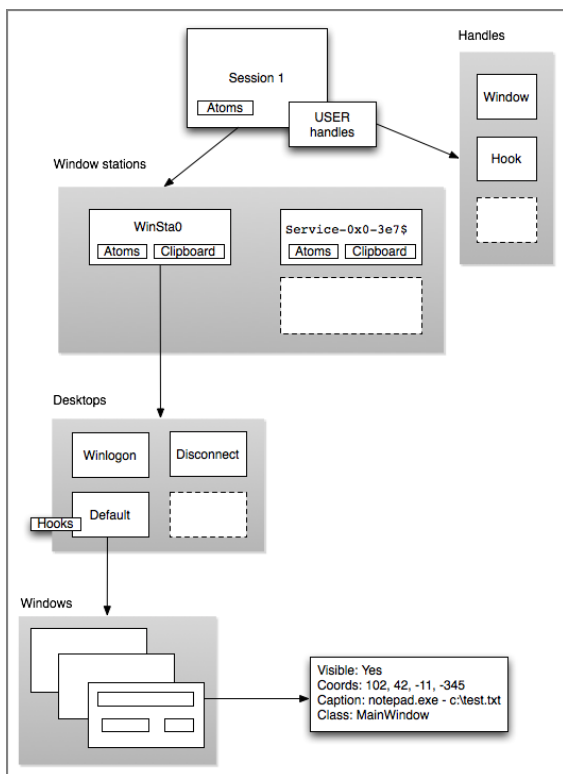 Handles
Session 1
Atoms
USER
handles
Window
Hook
Window stations
WinSta0
Atoms
Clipboard
Service-0x0-3e7$
Atoms
Clipboard
Desktops
Winlogon
Disconnect
Hooks
Default
Windows
Visible: Yes
Coords: 102, 42, -11, -345
Caption: notepad.exe - c:\test.txt
Class: MainWindow